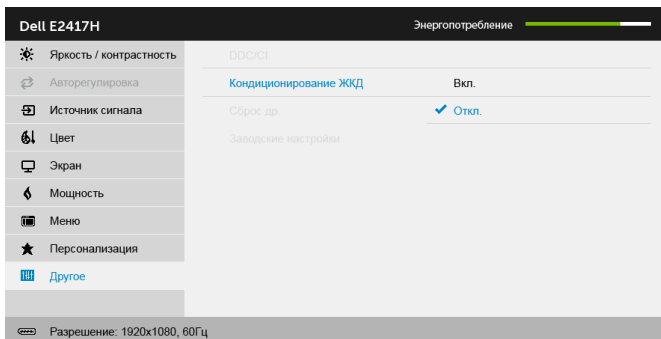 Dell E2417H
Энергопотребление
Яркость / контрастность
DDC/CI
Авторегулировка
Кондиционирование ЖКД
Вкл.
Источник сигнала
Сброс др.
Откл.
Цвет
Заводские настройки
Экран
Мощность
Меню
Персонализация
Другое
Разрешение: 1920x1080, 60Гц